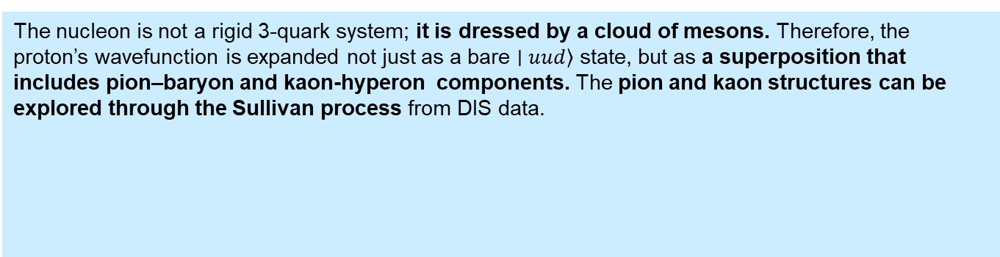 The nucleon is not a rigid 3-quark system; it is dressed by a cloud of mesons. Therefore, the
proton’s wavefunction is expanded not just as a bare | 𝑢𝑢𝑑⟩ state, but as a superposition that
includes pion–baryon and kaon-hyperon components. The pion and kaon structures can be
explored through the Sullivan process from DIS data.